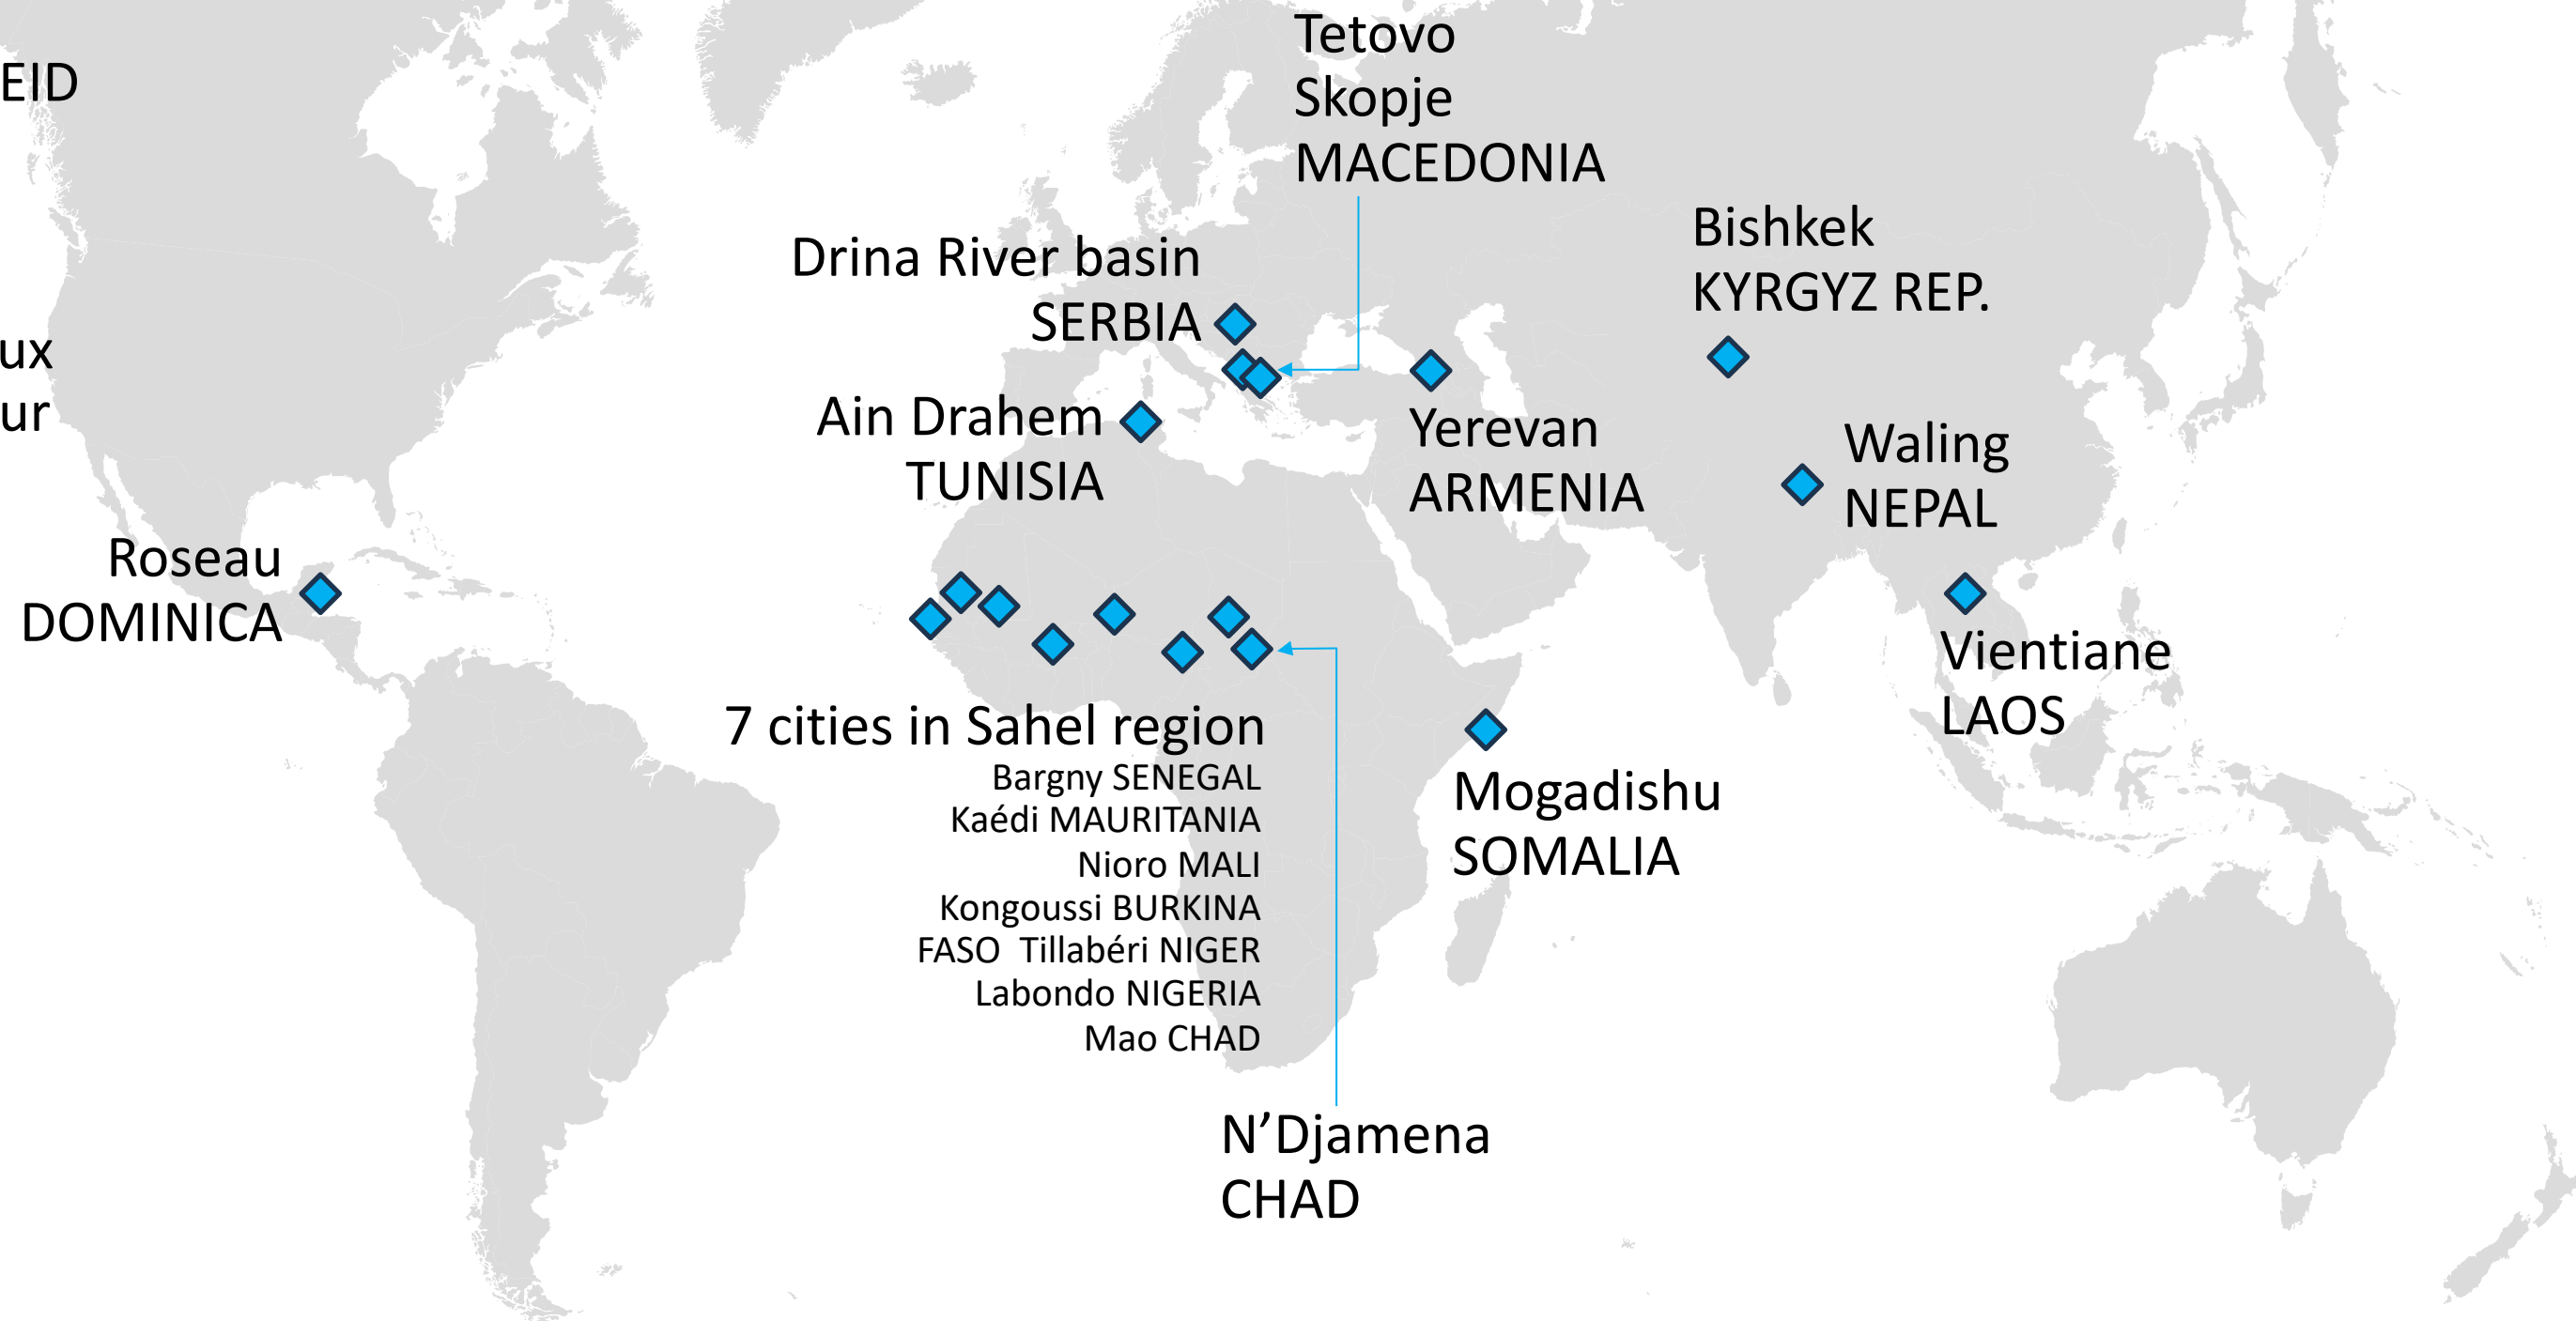 EID
ux
ur
Tetovo
Skopje
MACEDONIA
Drina River basin
SERBIA
Bishkek
KYRGYZ REP.
Ain Drahem
TUNISIA
Yerevan
ARMENIA
Waling
NEPAL
Roseau
DOMINICA
Vientiane
LAOS
7 cities in Sahel region
Bargny SENEGAL
Kaédi MAURITANIA
Nioro MALI
Kongoussi BURKINA
FASO  Tillabéri NIGER
Labondo NIGERIA
Mao CHAD
Mogadishu
SOMALIA
N’Djamena
CHAD